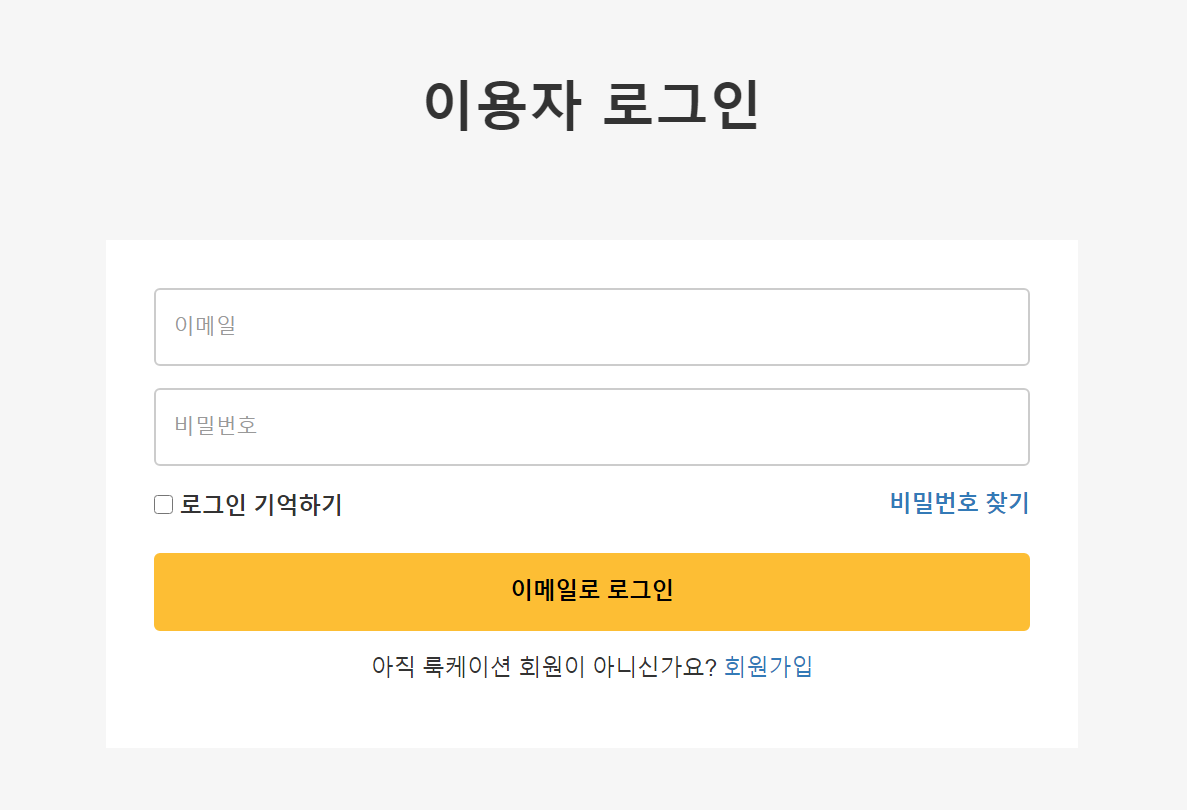 이용자 로그인
이메일
비밀번호
로그인 기억하기 비밀번호 찾기
이메일로 로그인
아직 룩케이션 회원이 아니신가요? 회원가입